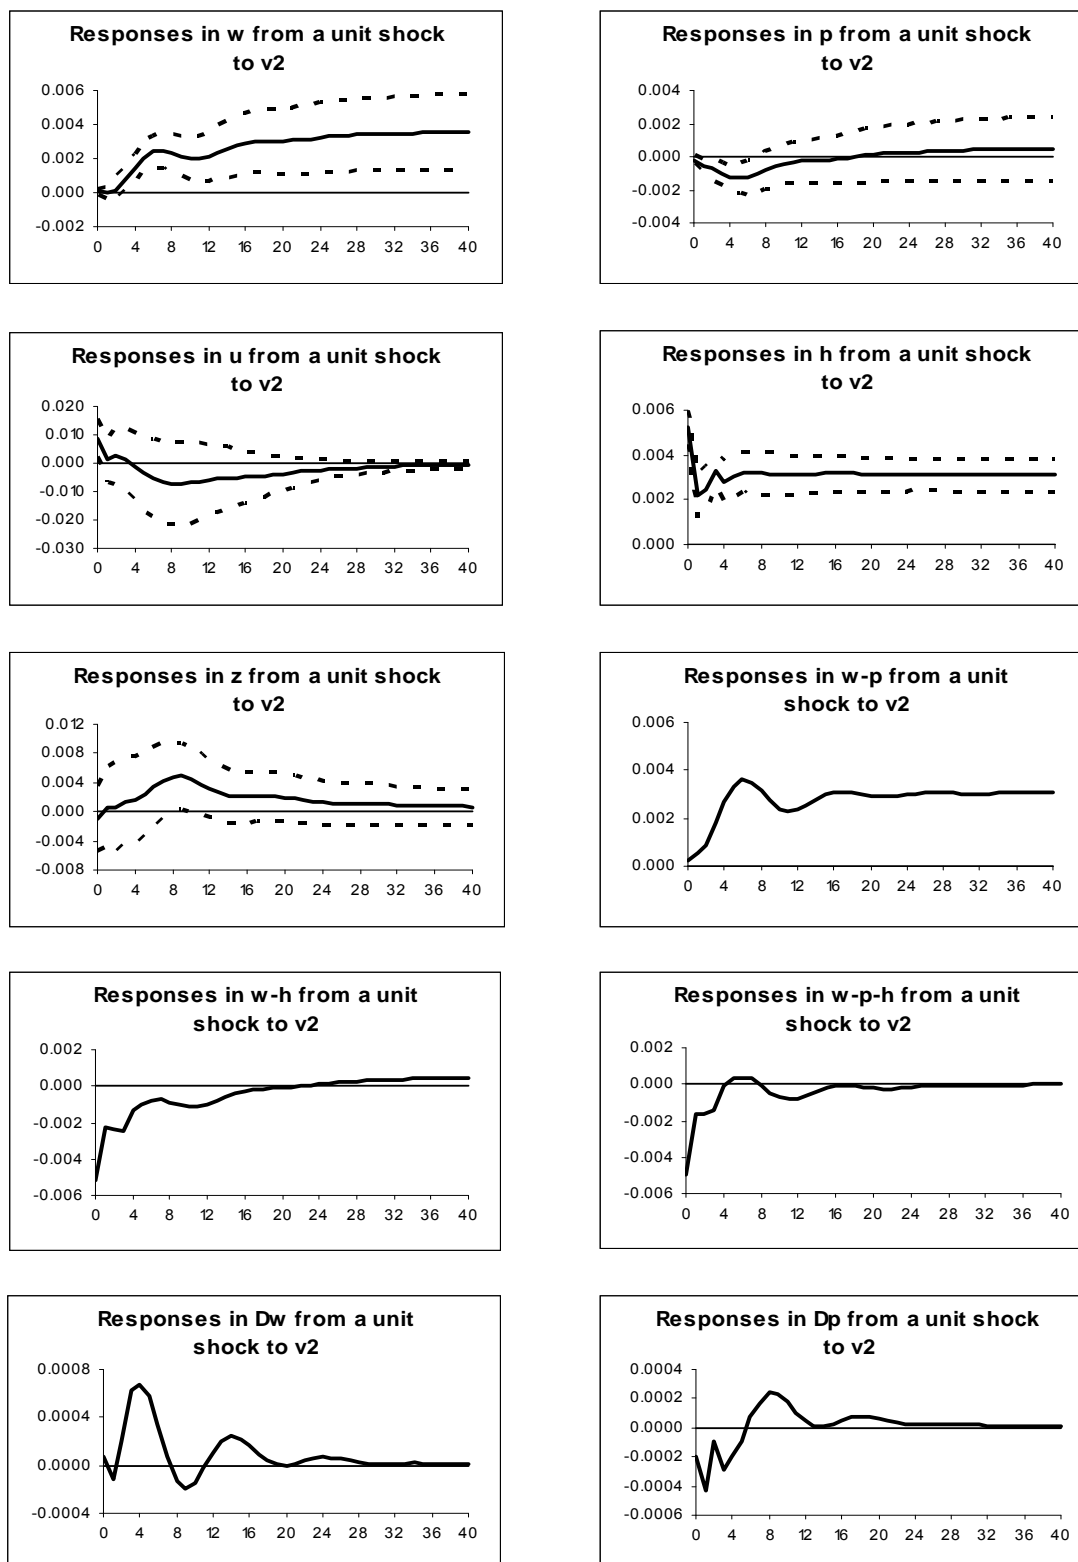 Responses in w from a unit shock
to v2
0.006
0.004
0.002
0.000
-0.002
0 4 8 12 16 20 24 28 32 36 40
Responses in p from a unit shock
to v2
0.004
0.002
0.000
-0.002
-0.004
0 4 8 12 16 20 24 28 32 36 40
Responses in u from a unit shock
to v2
0.020
0.010
0.000
-0.010
-0.020
-0.030
0 4 8 12 16 20 24 28 32 36 40
Responses in h from a unit shock
to v2
0.006
0.004
0.002
0.000
0 4 8 12 16 20 24 28 32 36 40
Responses in z from a unit shock
to v2
0.012
0.008
0.004
0.000
-0.004
-0.008
0 4 8 12 16 20 24 28 32 36 40
Responses in w-p from a unit
shock to v2
0.006
0.004
0.002
0.000
0 4 8 12 16 20 24 28 32 36 40
Responses in w-h from a unit
shock to v2
0.002
0.000
-0.002
-0.004
-0.006
0 4 8 12 16 20 24 28 32 36 40
Responses in w-p-h from a unit
shock to v2
0.002
0.000
-0.002
-0.004
-0.006
0 4 8 12 16 20 24 28 32 36 40
Responses in Dw from a unit
shock to v2
0.0008
0.0004
0.0000
-0.0004
0 4 8 12 16 20 24 28 32 36 40
Responses in Dp from a unit shock
to v2
0.0004
0.0002
0.0000
-0.0002
-0.0004
-0.0006
0 4 8 12 16 20 24 28 32 36 40